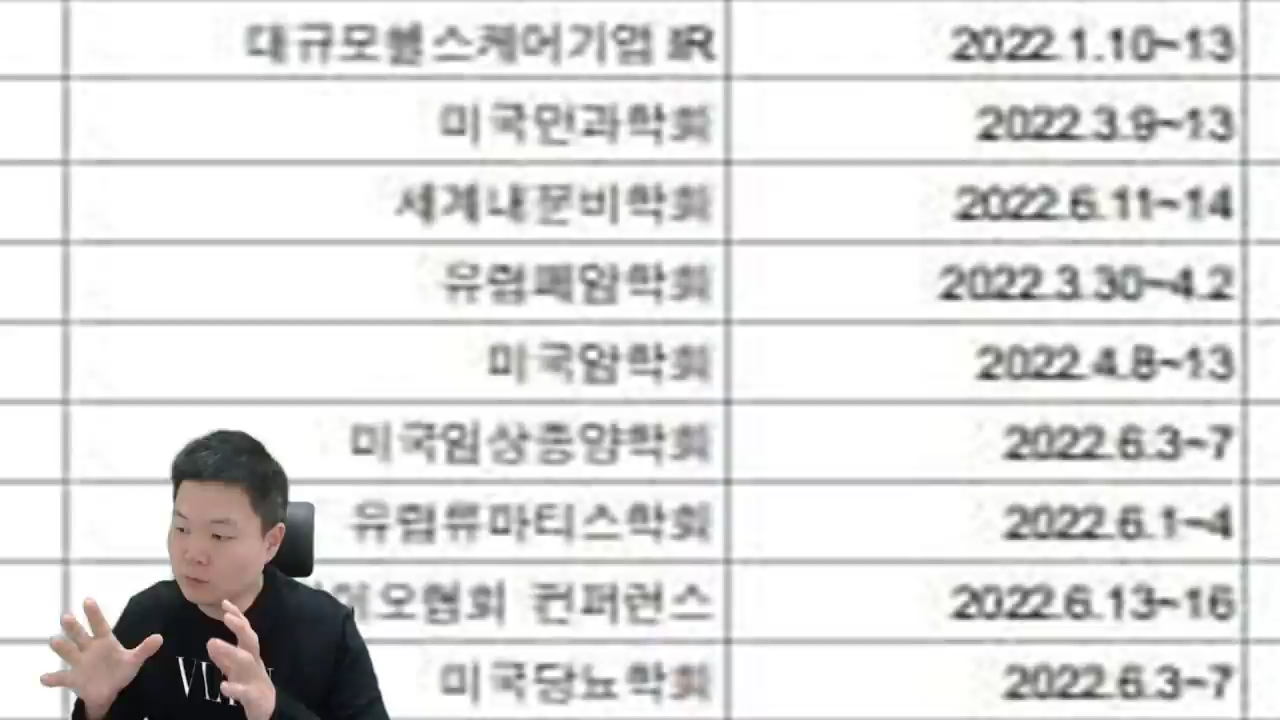 대규모헬스케어기업 IR 2022.1.10~13
미국안과학회 2022.3.9~13
세계내분비학회 2022.6.11~14
유럽폐암학회 2022.3.30~4.2
미국암학회 2022.4.8~13
미국임상종양학회 2022.6.3~7
유럽류마티스학회 2022.6.1~4
이오협회 컨퍼런스 2022.6.13~16
미국당뇨학회 2022.6.3~7